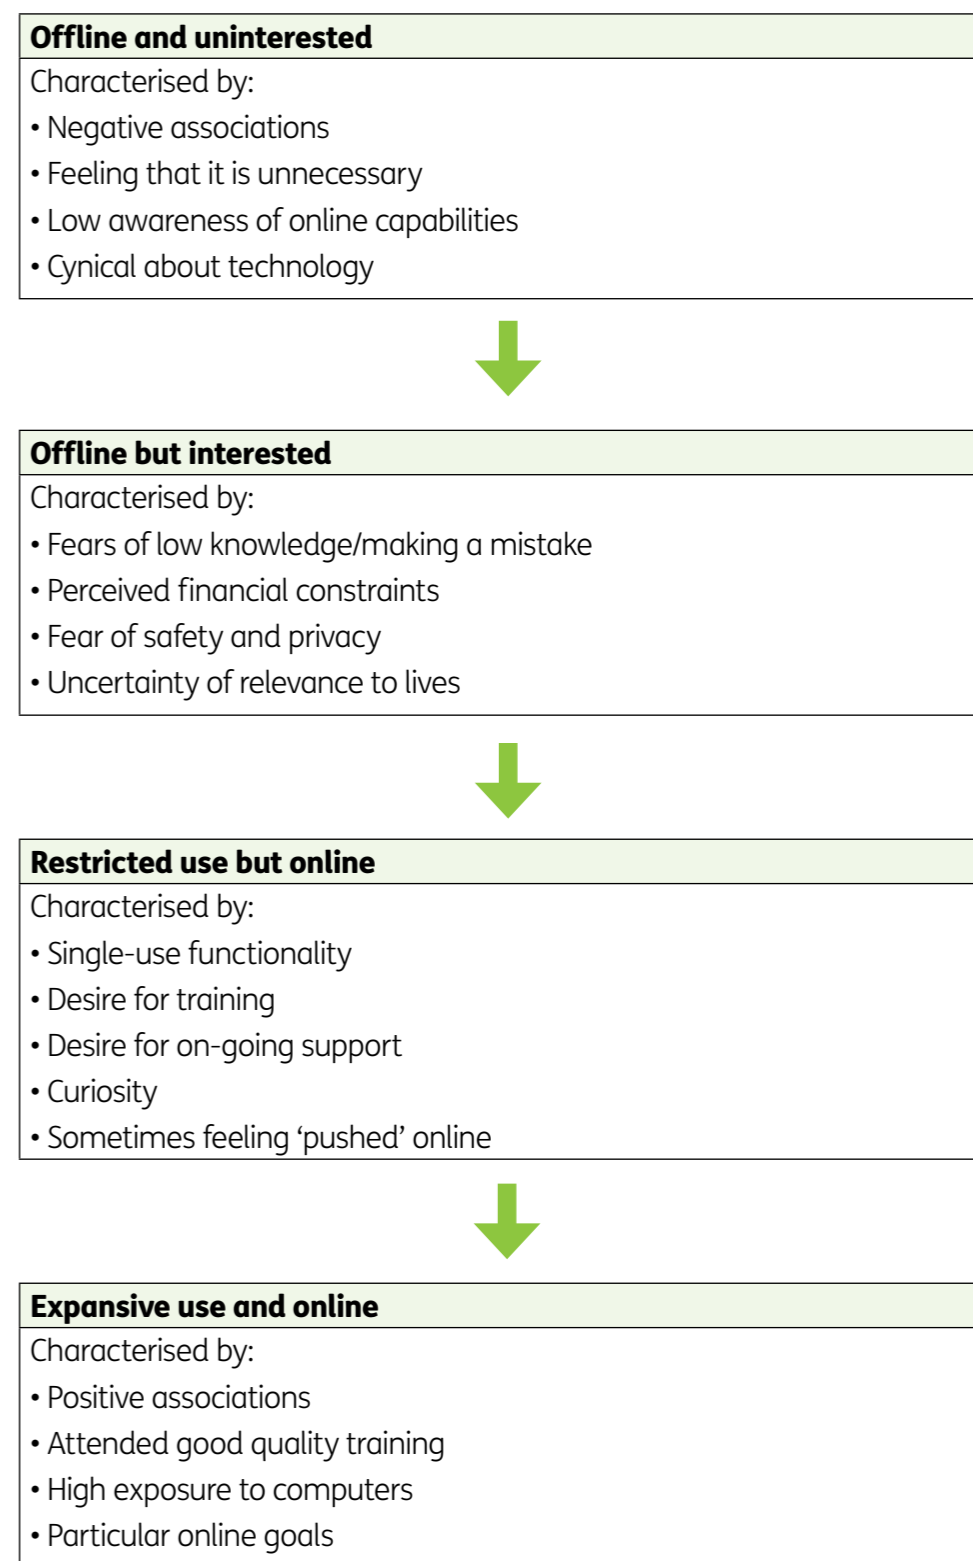 Offline and uninterested
Characterised by:
• Negative associations
• Feeling that it is unnecessary
• Low awareness of online capabilities
• Cynical about technology
Offline but interested
Characterised by:
• Fears of low knowledge/making a mistake
• Perceived financial constraints
• Fear of safety and privacy
• Uncertainty of relevance to lives
Restricted use but online
Characterised by:
• Single-use functionality
• Desire for training
• Desire for on-going support
• Curiosity
• Sometimes feeling ‘pushed’ online
Expansive use and online
Characterised by:
• Positive associations
• Attended good quality training
• High exposure to computers
• Particular online goals